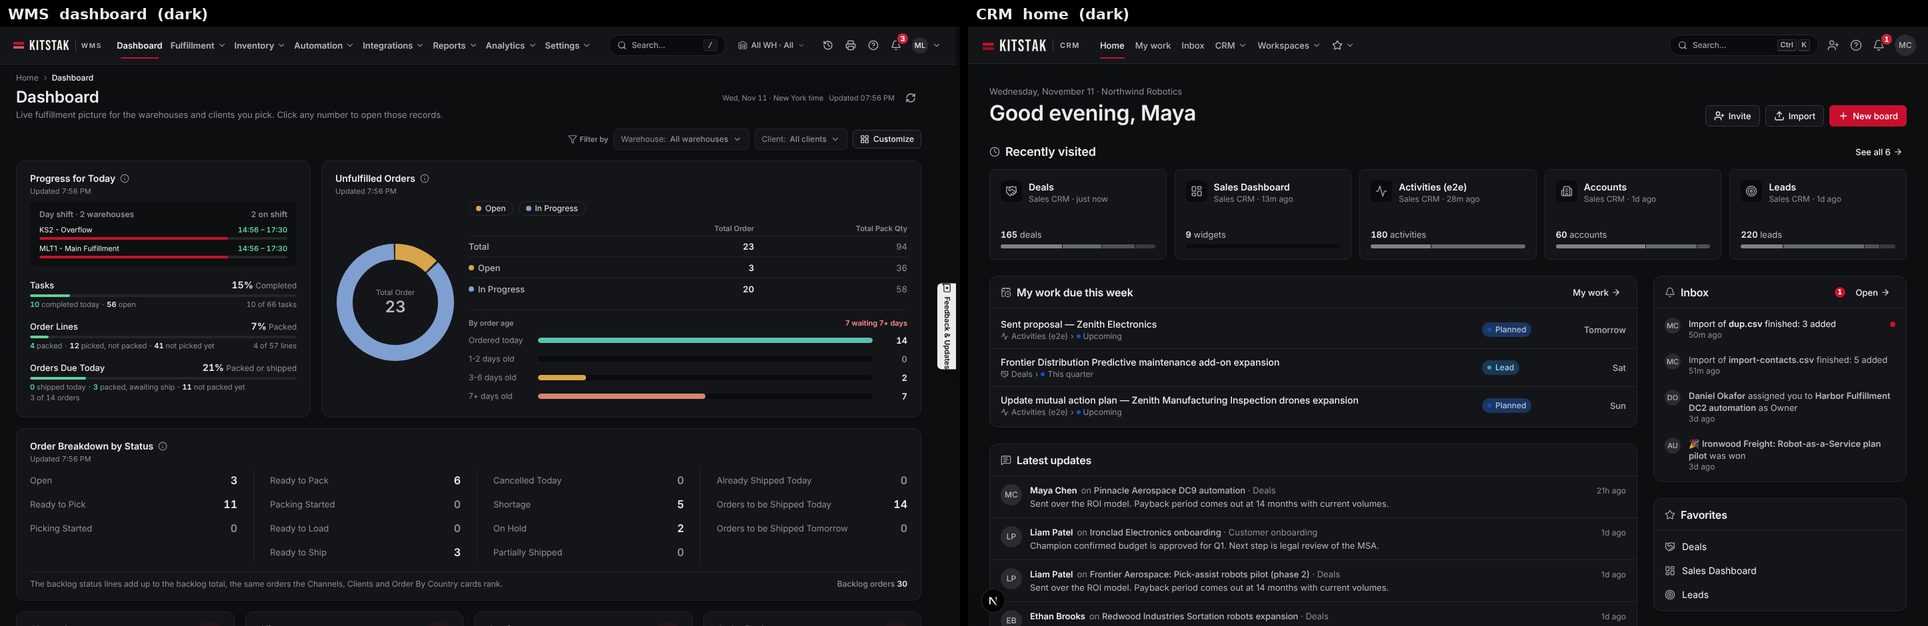 WMS dashboard (dark)
KITSTAK WMS Dashboard Fulfillment Inventory Automation Integrations Reports Analytics Settings Search... / All WH · All 3 ML
Home › Dashboard
Dashboard
Wed, Nov 11 · New York time Updated 07:56 PM
Live fulfillment picture for the warehouses and clients you pick. Click any number to open those records.
Filter by Warehouse: All warehouses Client: All clients Customize
Progress for Today
Updated 7:56 PM
Day shift · 2 warehouses 2 on shift
KS2 - Overflow 14:56 – 17:30
MLT1 - Main Fulfillment 14:56 – 17:30
Tasks 15% Completed
10 completed today · 56 open 10 of 66 tasks
Order Lines 7% Packed
4 packed · 12 picked, not packed · 41 not picked yet 4 of 57 lines
Orders Due Today 21% Packed or shipped
0 shipped today · 3 packed, awaiting ship · 11 not packed yet
3 of 14 orders
Unfulfilled Orders
Updated 7:56 PM
Open In Progress
Total Order Total Pack Qty
Total 23 94
Open 3 36
In Progress 20 58
Total Order
23
By order age 7 waiting 7+ days
Ordered today 14
1-2 days old 0
3-6 days old 2
7+ days old 7
Feedback & Updates
Order Breakdown by Status
Updated 7:56 PM
Open 3
Ready to Pick 11
Picking Started 0
Ready to Pack 6
Packing Started 0
Ready to Load 0
Ready to Ship 3
Cancelled Today 0
Shortage 5
On Hold 2
Partially Shipped 0
Already Shipped Today 0
Orders to be Shipped Today 14
Orders to be Shipped Tomorrow 0
The backlog status lines add up to the backlog total, the same orders the Channels, Clients and Order By Country cards rank. Backlog orders 30
CRM home (dark)
KITSTAK CRM Home My work Inbox CRM Workspaces Search... Ctrl K 1 MC
Wednesday, November 11 · Northwind Robotics
Good evening, Maya
Invite Import + New board
Recently visited See all 6 →
Deals
Sales CRM · just now
165 deals
Sales Dashboard
Sales CRM · 13m ago
9 widgets
Activities (e2e)
Sales CRM · 28m ago
180 activities
Accounts
Sales CRM · 1d ago
60 accounts
Leads
Sales CRM · 1d ago
220 leads
My work due this week My work →
Sent proposal — Zenith Electronics Planned Tomorrow
Activities (e2e) › Upcoming
Frontier Distribution Predictive maintenance add-on expansion Lead Sat
Deals › This quarter
Update mutual action plan — Zenith Manufacturing Inspection drones expansion Planned Sun
Activities (e2e) › Upcoming
Latest updates
MC Maya Chen on Pinnacle Aerospace DC9 automation · Deals 21h ago
Sent over the ROI model. Payback period comes out at 14 months with current volumes.
LP Liam Patel on Ironclad Electronics onboarding · Customer onboarding 1d ago
Champion confirmed budget is approved for Q1. Next step is legal review of the MSA.
LP Liam Patel on Frontier Aerospace: Pick-assist robots pilot (phase 2) · Deals 1d ago
Sent over the ROI model. Payback period comes out at 14 months with current volumes.
N
EB Ethan Brooks on Redwood Industries Sortation robots expansion · Deals 1d ago
Inbox 1 Open →
MC Import of dup.csv finished: 3 added
50m ago
MC Import of import-contacts.csv finished: 5 added
51m ago
DO Daniel Okafor assigned you to Harbor Fulfillment
DC2 automation as Owner
3d ago
AU 🎉 Ironwood Freight: Robot-as-a-Service plan
pilot was won
3d ago
Favorites
Deals
Sales Dashboard
Leads